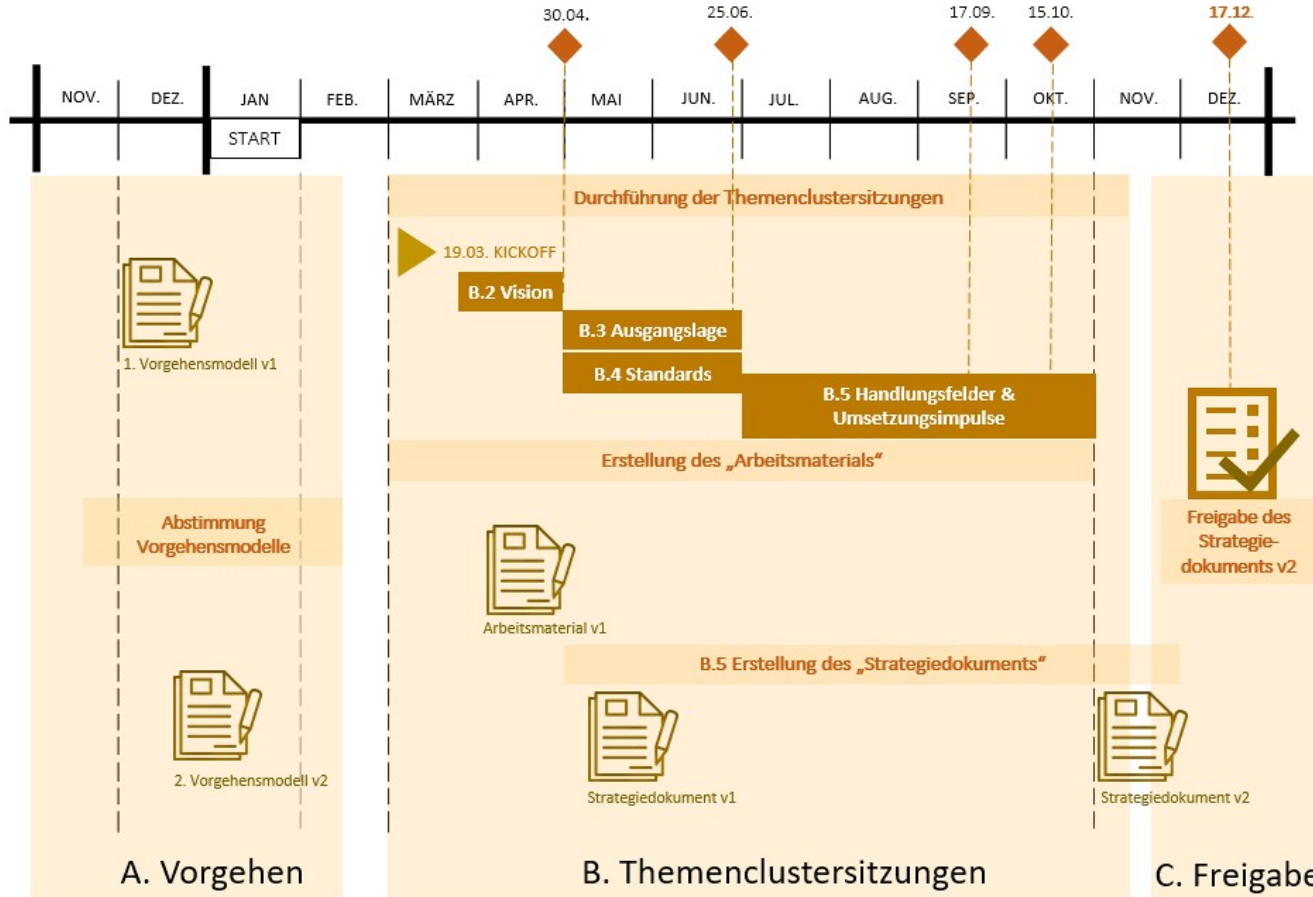 30.04.
25.06.
17.09.
15.10.
17.12.
NOV.
DEZ.
JAN
FEB.
MÄRZ
APR.
MAI
JUN.
JUL.
AUG.
SEP.
OKT.
NOV.
DEZ.
START
Durchführung der Themenclustersitzungen
19.03. KICKOFF
B.2 Vision
B.3 Ausgangslage
1. Vorgehensmodell v1
B.4 Standards
B.5 Handlungsfelder &
Umsetzungsimpulse
Erstellung des „Arbeitsmaterials“
Abstimmung
Vorgehensmodelle
Freigabe des
Strategie-
dokuments v2
Arbeitsmaterial v1
B.5 Erstellung des „Strategiedokuments“
2. Vorgehensmodell v2
Strategiedokument v1
Strategiedokument v2
A. Vorgehen
B. Themenclustersitzungen
C. Freigabe